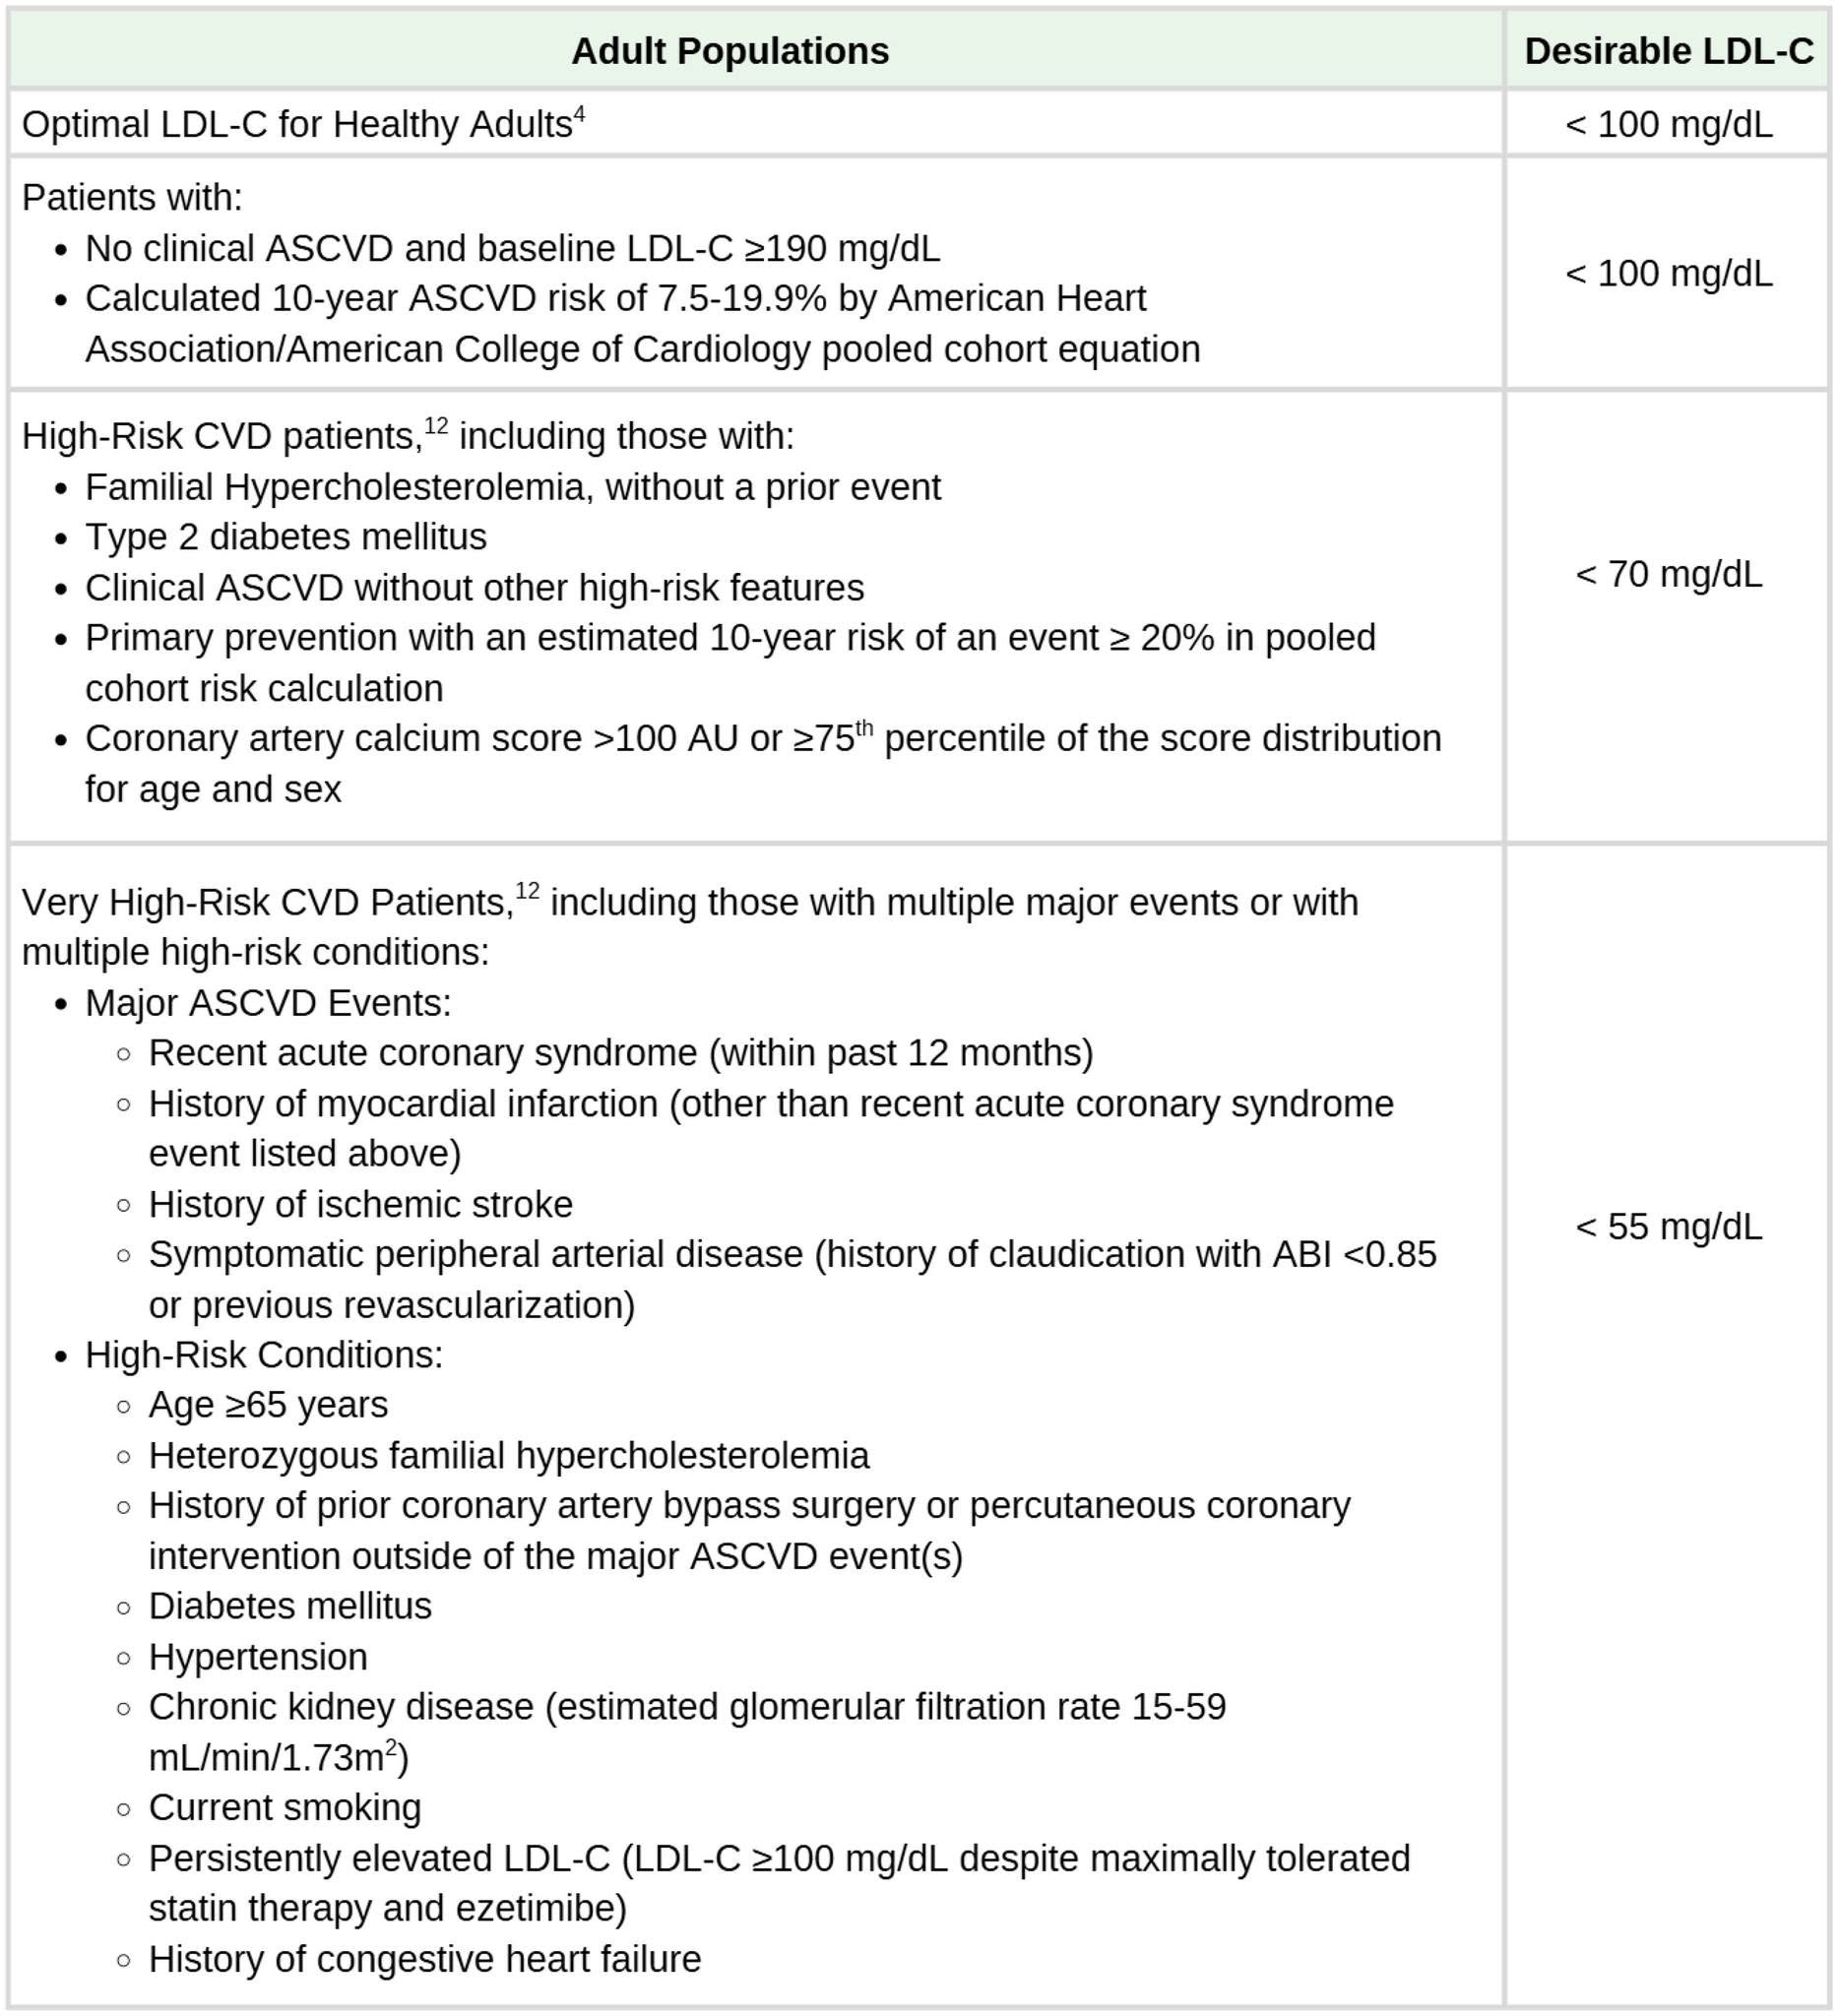 Adult Populations
Desirable LDL-C
Optimal LDL-C for Healthy Adults⁴
< 100 mg/dL
Patients with:
• No clinical ASCVD and baseline LDL-C ≥190 mg/dL
• Calculated 10-year ASCVD risk of 7.5-19.9% by American Heart
Association/American College of Cardiology pooled cohort equation
< 100 mg/dL
High-Risk CVD patients,¹² including those with:
• Familial Hypercholesterolemia, without a prior event
• Type 2 diabetes mellitus
• Clinical ASCVD without other high-risk features
• Primary prevention with an estimated 10-year risk of an event ≥ 20% in pooled
cohort risk calculation
• Coronary artery calcium score >100 AU or ≥75th percentile of the score distribution
for age and sex
< 70 mg/dL
Very High-Risk CVD Patients,¹² including those with multiple major events or with
multiple high-risk conditions:
• Major ASCVD Events:
○ Recent acute coronary syndrome (within past 12 months)
○ History of myocardial infarction (other than recent acute coronary syndrome
event listed above)
○ History of ischemic stroke
○ Symptomatic peripheral arterial disease (history of claudication with ABI <0.85
or previous revascularization)
• High-Risk Conditions:
○ Age ≥65 years
○ Heterozygous familial hypercholesterolemia
○ History of prior coronary artery bypass surgery or percutaneous coronary
intervention outside of the major ASCVD event(s)
○ Diabetes mellitus
○ Hypertension
○ Chronic kidney disease (estimated glomerular filtration rate 15-59
mL/min/1.73m²)
○ Current smoking
○ Persistently elevated LDL-C (LDL-C ≥100 mg/dL despite maximally tolerated
statin therapy and ezetimibe)
○ History of congestive heart failure
< 55 mg/dL